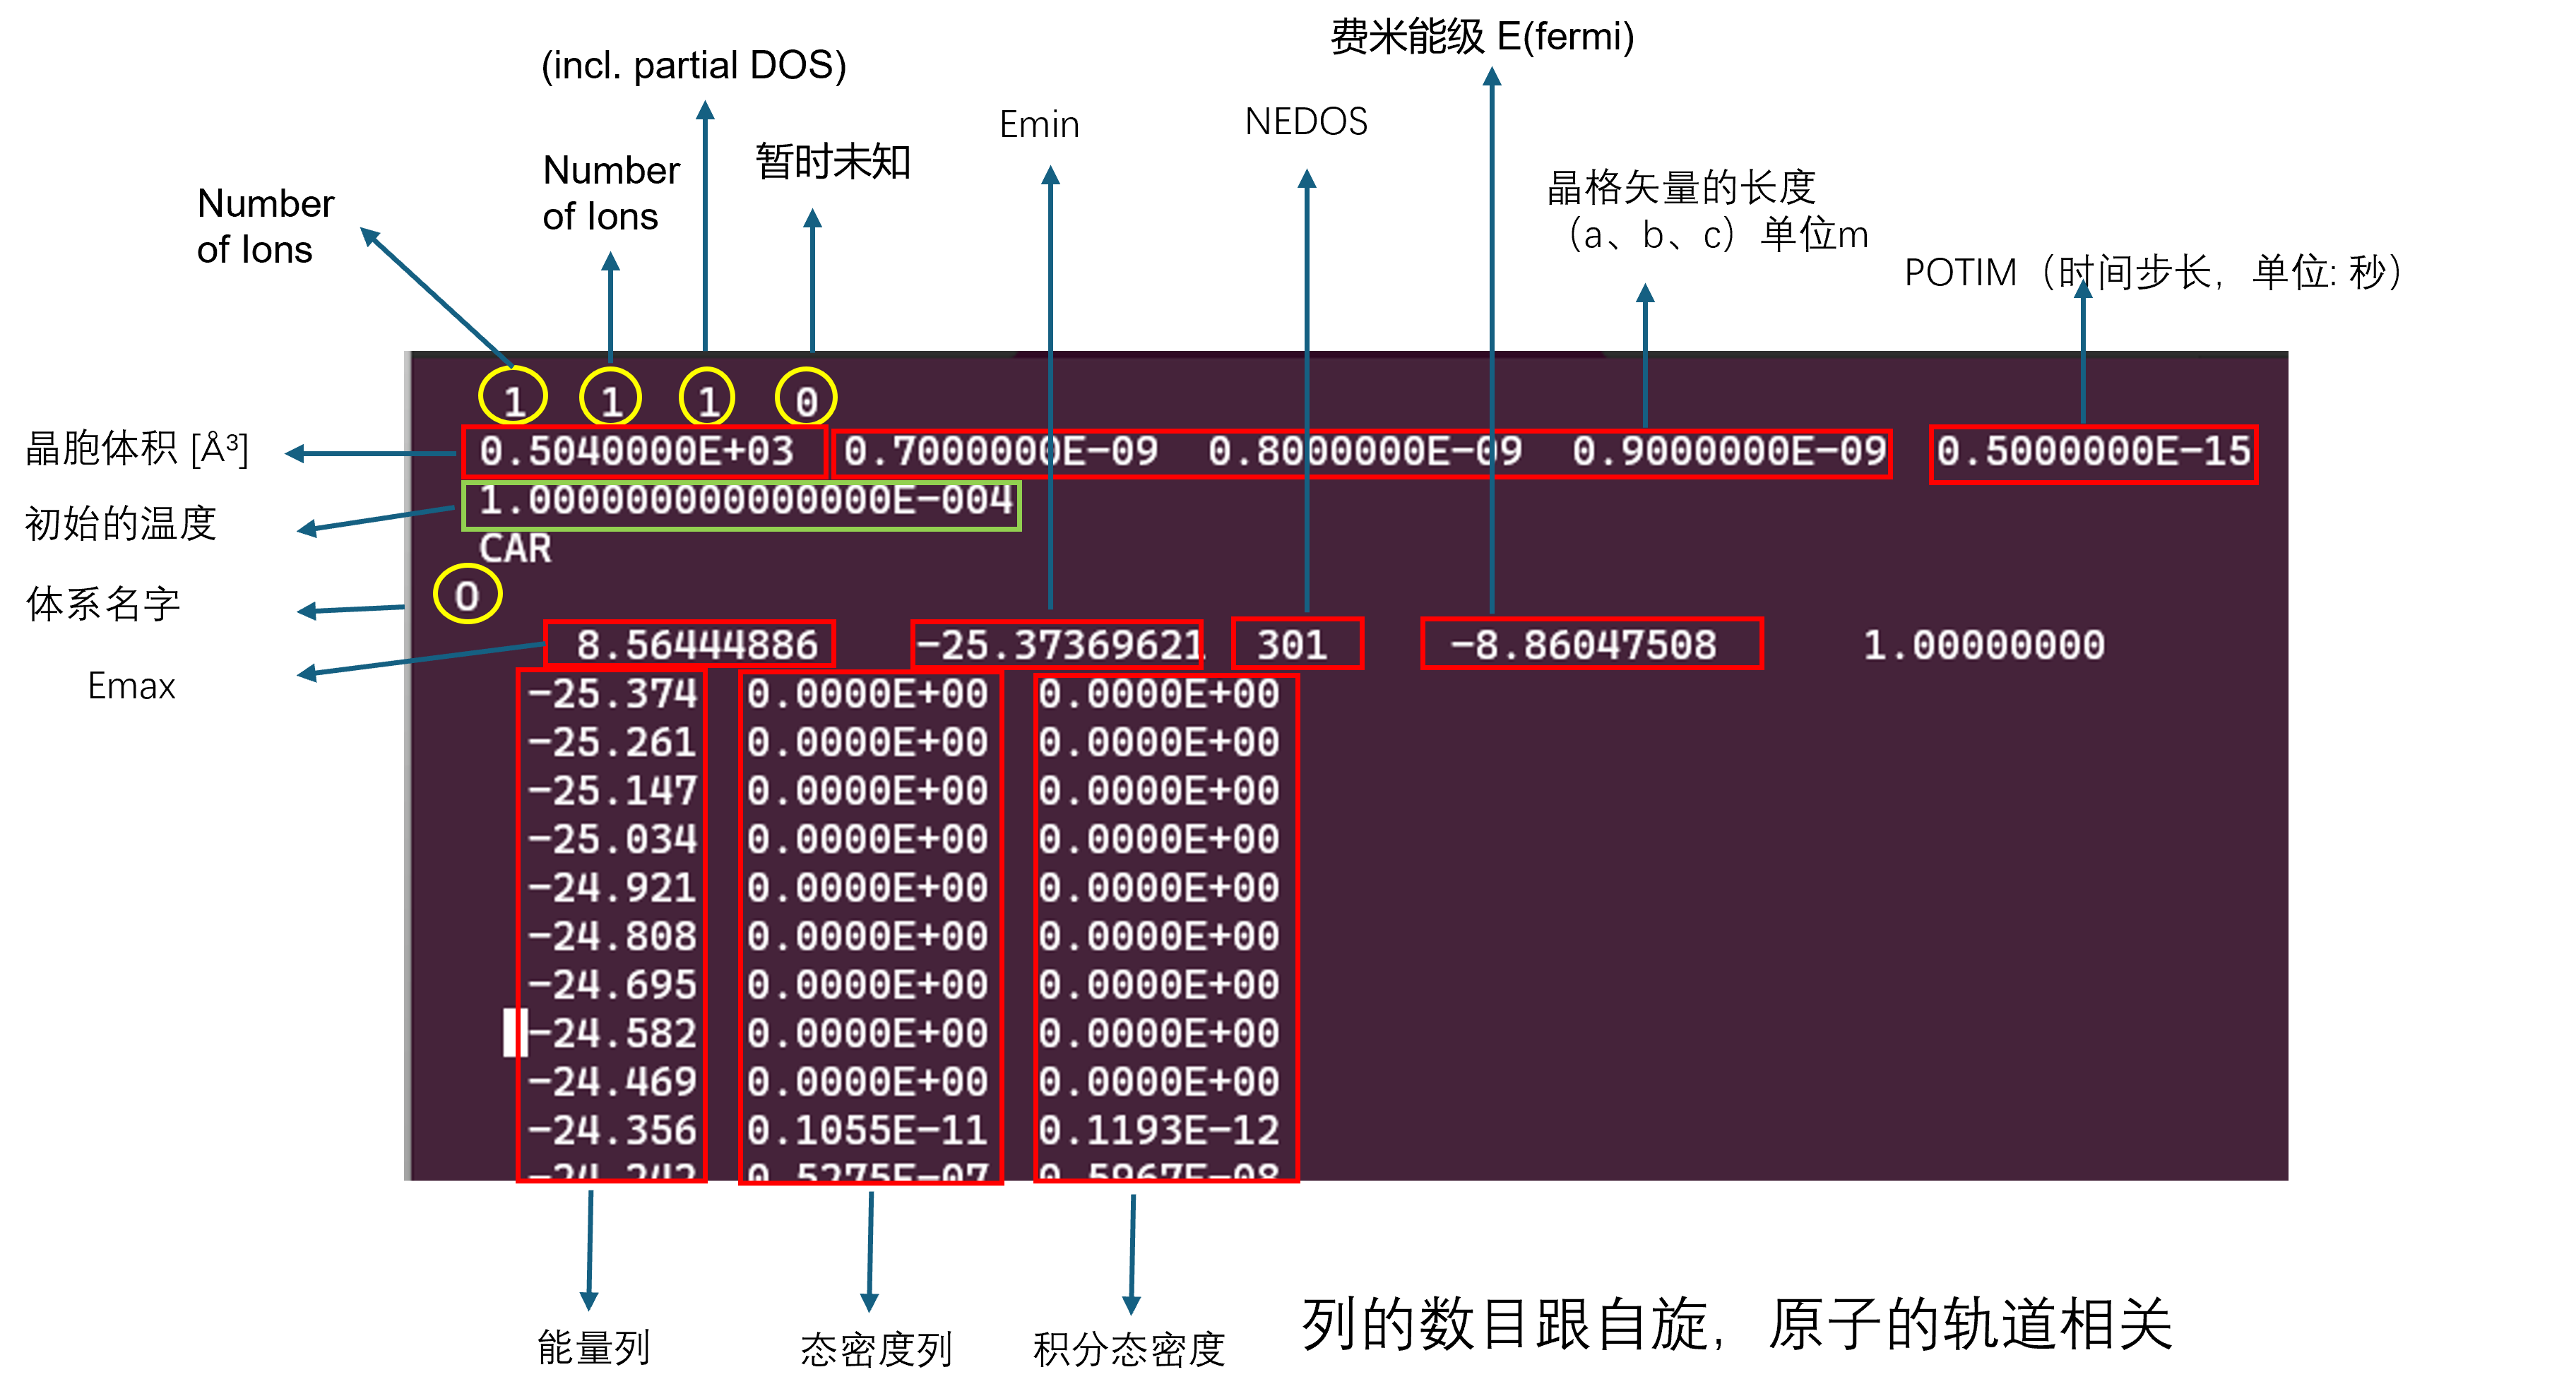 费米能级 E(fermi)
(incl. partial DOS)
Emin
NEDOS
暂时未知
Number
of Ions
Number
of Ions
晶格矢量的长度
（a、b、c）单位m
POTIM（时间步长，单位: 秒）
1 1 1 0
晶胞体积 [Å³]
0.5040000E+03 0.7000000E-09 0.8000000E-09 0.9000000E-09 0.5000000E-15
初始的温度
1.000000000000000E-004
CAR
体系名字
O
Emax
8.56444886 -25.37369621 301 -8.86047508 1.00000000
-25.374 0.0000E+00 0.0000E+00
-25.261 0.0000E+00 0.0000E+00
-25.147 0.0000E+00 0.0000E+00
-25.034 0.0000E+00 0.0000E+00
-24.921 0.0000E+00 0.0000E+00
-24.808 0.0000E+00 0.0000E+00
-24.695 0.0000E+00 0.0000E+00
-24.582 0.0000E+00 0.0000E+00
-24.469 0.0000E+00 0.0000E+00
-24.356 0.1055E-11 0.1193E-12
-24.242 0.5275E-07 0.5967E-08
能量列
态密度列
积分态密度
列的数目跟自旋，原子的轨道相关